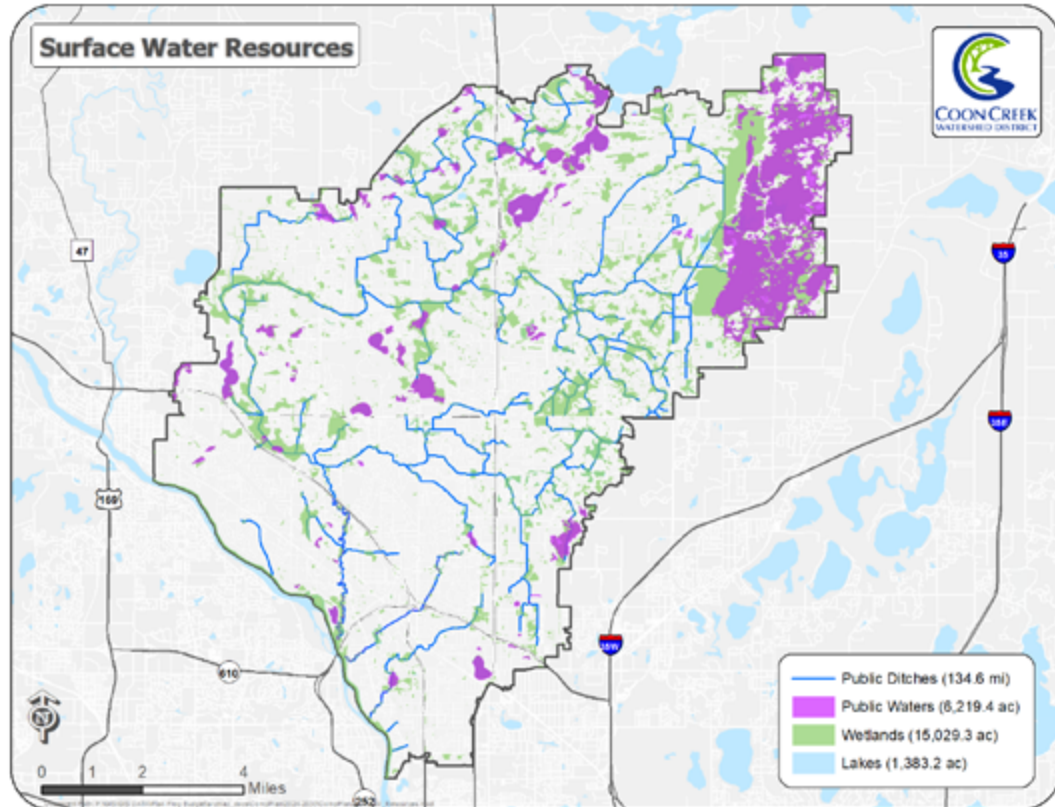 Surface Water Resources
COON CREEK
WATERSHED DISTRICT
47
35
169
35E
35W
610
252
N
Public Ditches (134.6 mi)
Public Waters (6,219.4 ac)
Wetlands (15,029.3 ac)
Lakes (1,383.2 ac)
0 1 2 4
Miles